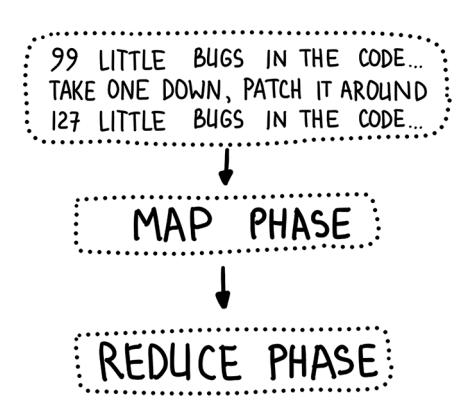 99 LITTLE BUGS IN THE CODE...
TAKE ONE DOWN, PATCH IT AROUND
127 LITTLE BUGS IN THE CODE...
MAP PHASE
REDUCE PHASE